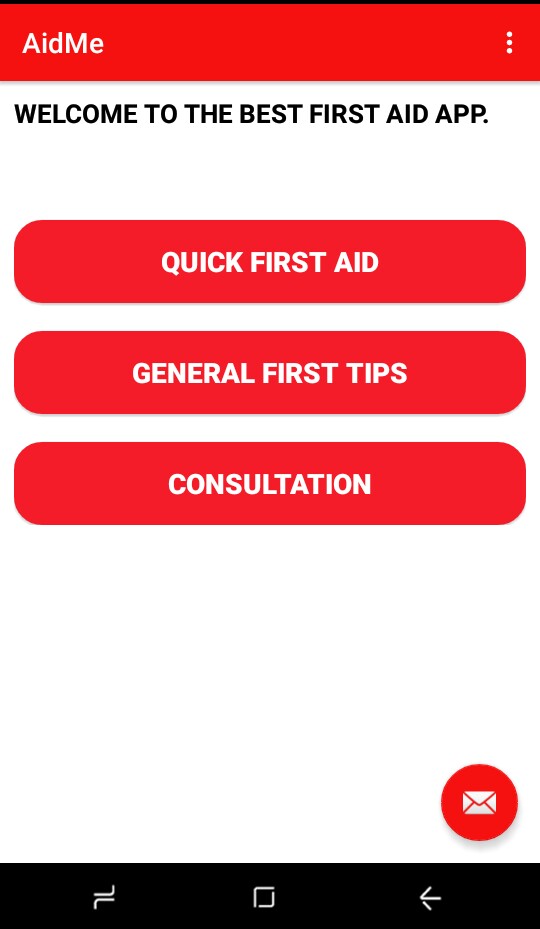 AidMe
WELCOME TO THE BEST FIRST AID APP.
QUICK FIRST AID
GENERAL FIRST TIPS
CONSULTATION